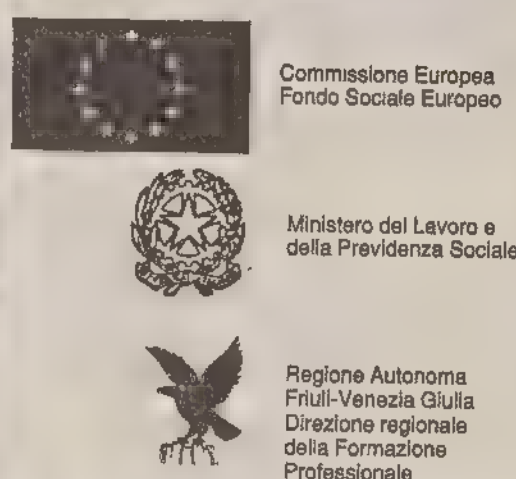 Commissione Europea
Fondo Sociale Europeo
Ministero del Lavoro e
della Previdenza Sociale
Regione Autonoma
Friuli-Venezia Giulia
Direzione regionale
della Formazione
Professionale